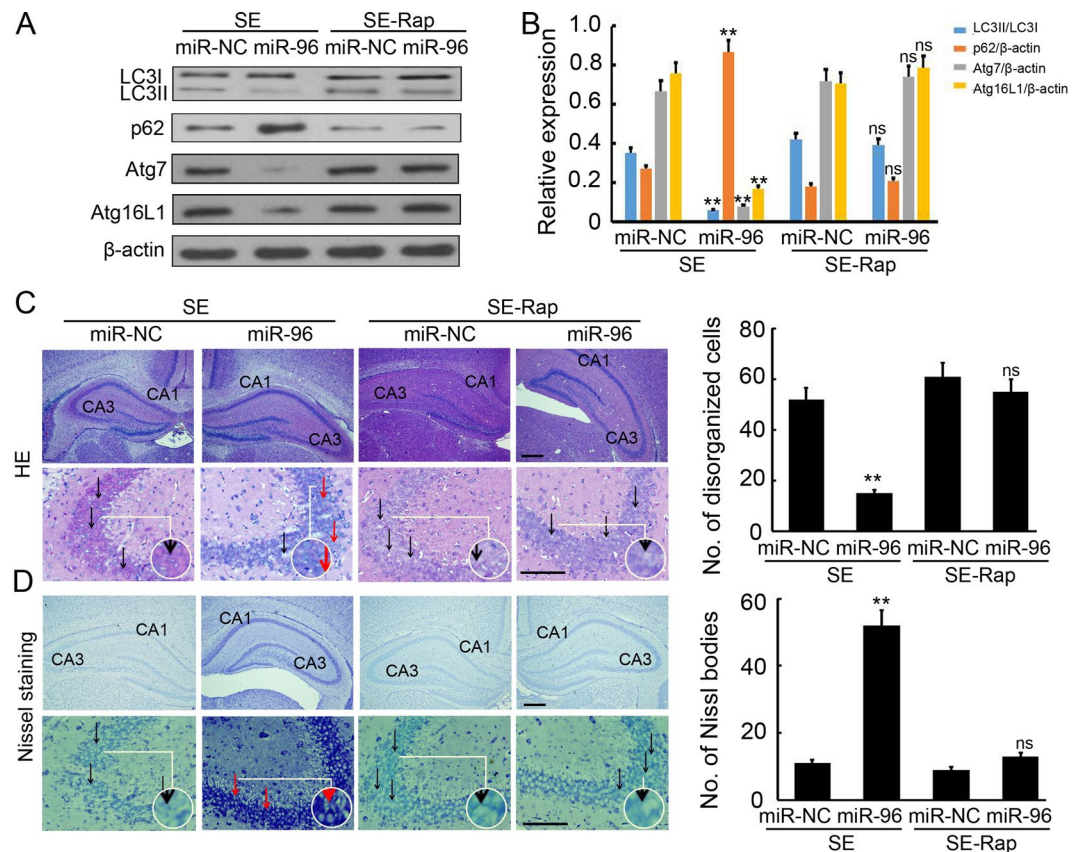 A
SE SE-Rap
miR-NC miR-96 miR-NC miR-96
LC3I
LC3II
p62
Atg7
Atg16L1
β-actin
B
Relative expression
1
0.8
0.6
0.4
0.2
0
** ** ** **
ns ns ns ns
LC3II/LC3I
p62/β-actin
Atg7/β-actin
Atg16L1/β-actin
miR-NC miR-96 miR-NC miR-96
SE SE-Rap
C
SE SE-Rap
miR-NC miR-96 miR-NC miR-96
HE
CA1 CA3
CA1 CA3
CA1 CA3
CA1 CA3
No. of disorganized cells
80
60
40
20
0
**
ns
miR-NC miR-96 miR-NC miR-96
SE SE-Rap
D
Nissel staining
CA1 CA3
CA1 CA3
CA1 CA3
CA1 CA3
No. of Nissl bodies
60
40
20
0
**
ns
miR-NC miR-96 miR-NC miR-96
SE SE-Rap